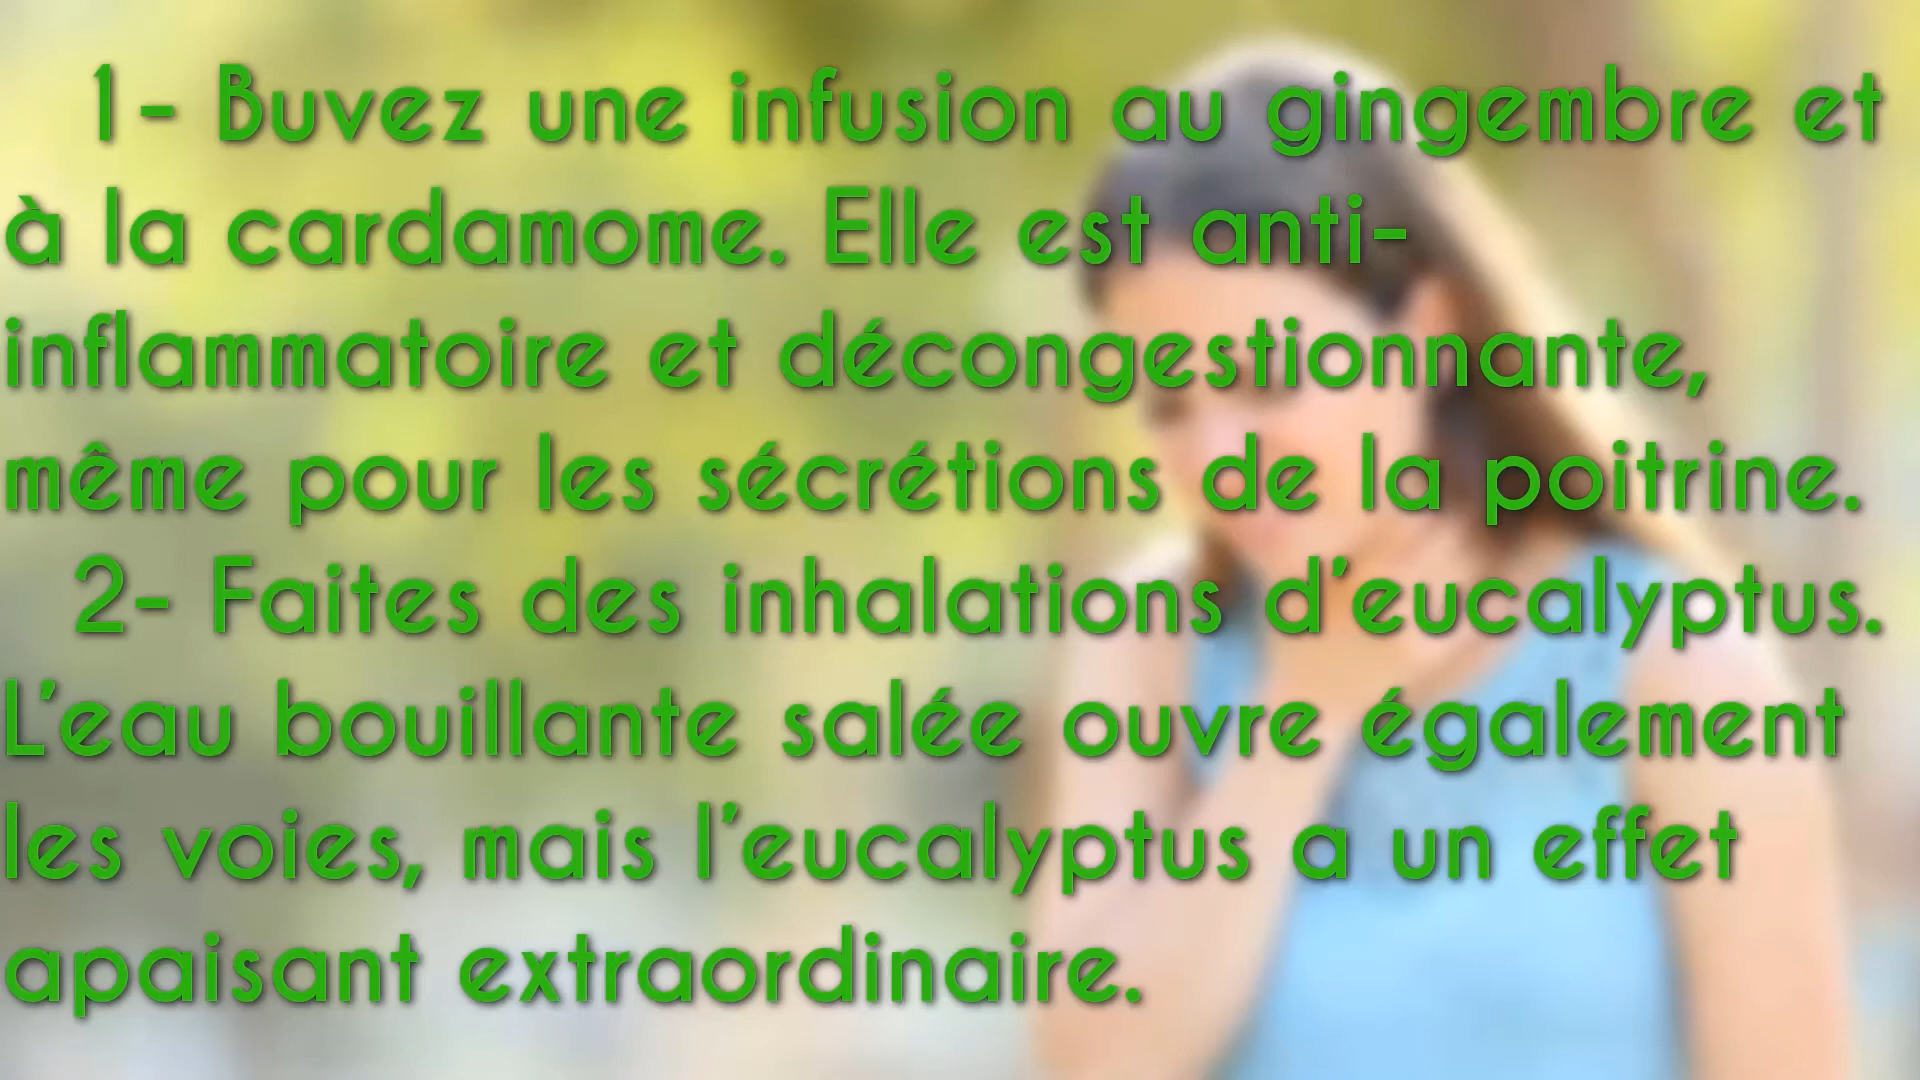 1- Buvez une infusion au gingembre et
à la cardamome. Elle est anti-
inflammatoire et décongestionnante,
même pour les sécrétions de la poitrine.
2- Faites des inhalations d'eucalyptus.
L'eau bouillante salée ouvre également
les voies, mais l'eucalyptus a un effet
apaisant extraordinaire.